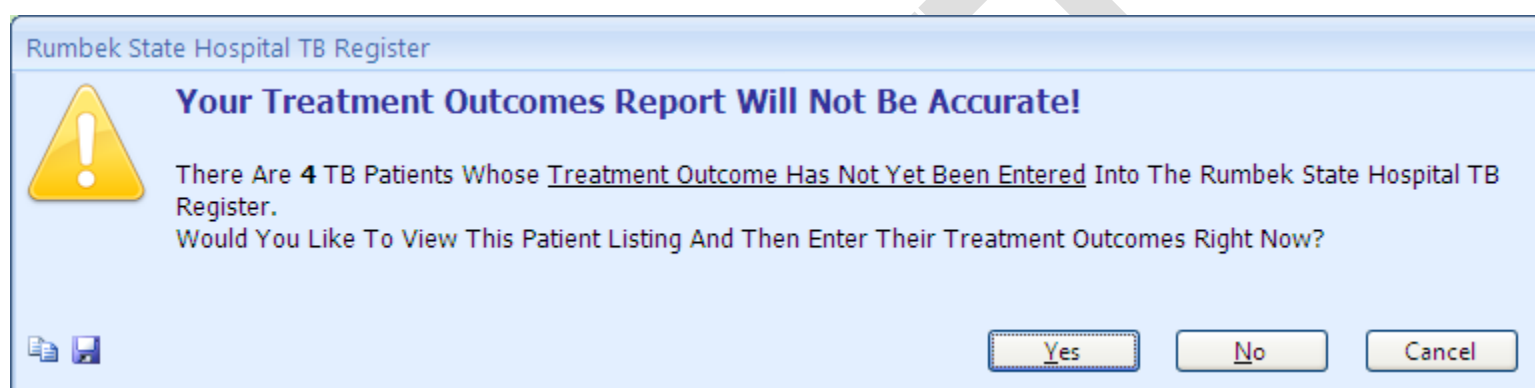 Rumbek State Hospital TB Register
Your Treatment Outcomes Report Will Not Be Accurate!
There Are 4 TB Patients Whose Treatment Outcome Has Not Yet Been Entered Into The Rumbek State Hospital TB
Register.
Would You Like To View This Patient Listing And Then Enter Their Treatment Outcomes Right Now?
Yes No Cancel